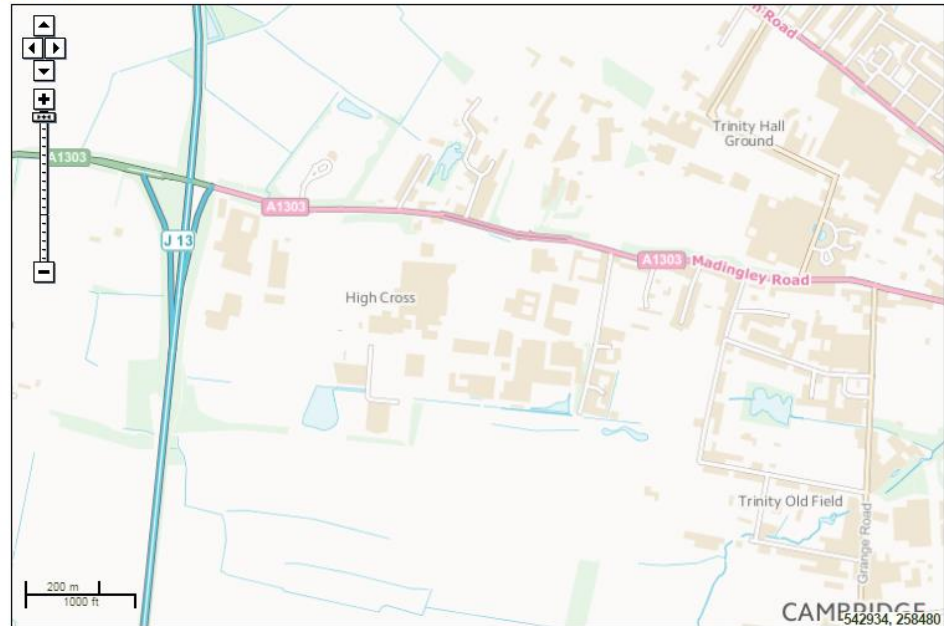 n Road
Trinity Hall
Ground
A1303
A1303
J 13
A1303
Madingley Road
High Cross
Trinity Old Field
Grange Road
200 m
1000 ft
CAMBRIDGE
542934, 258480